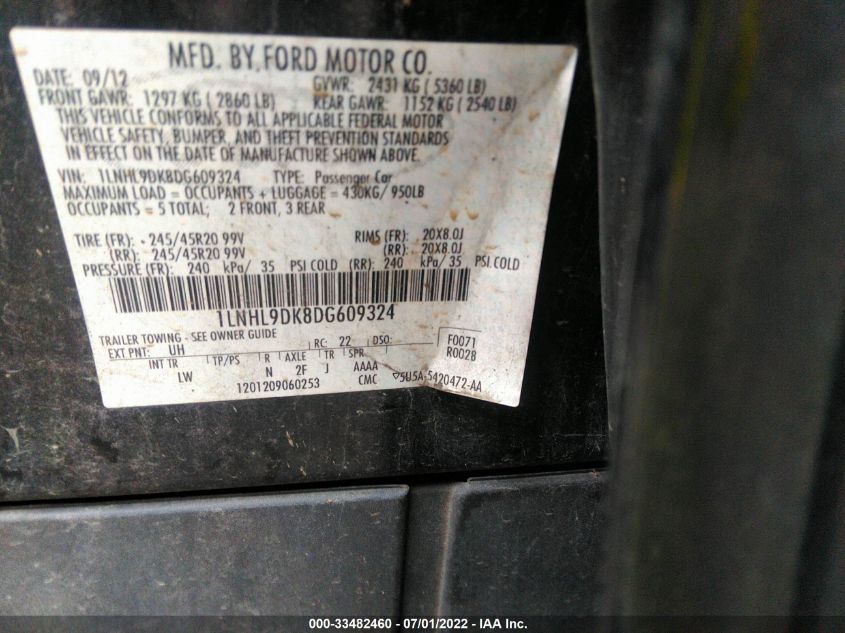 MFD. BY FORD MOTOR CO.
DATE: 09/12 GVWR: 2431 KG ( 5360 LB)
FRONT GAWR: 1297 KG ( 2860 LB) REAR GAWR: 1152 KG ( 2540 LB)
THIS VEHICLE CONFORMS TO ALL APPLICABLE FEDERAL MOTOR
VEHICLE SAFETY, BUMPER, AND THEFT PREVENTION STANDARDS
IN EFFECT ON THE DATE OF MANUFACTURE SHOWN ABOVE.
VIN: 1LNHL9DK8DG609324 TYPE: Passenger Car
MAXIMUM LOAD = OCCUPANTS + LUGGAGE = 430KG/ 950LB
OCCUPANTS = 5 TOTAL; 2 FRONT, 3 REAR
TIRE (FR): 245/45R20 99V RIMS (FR): 20X8.0J
(RR): 245/45R20 99V (RR): 20X8.0J
PRESSURE (FR): 240 kPa/ 35 PSI COLD (RR): 240 kPa/ 35 PSI COLD
1LNHL9DK8DG609324
TRAILER TOWING - SEE OWNER GUIDE
EXT PNT: UH RC: 22 DSO: F0071
R0028
INT TR TP/PS R AXLE TR SPR
LW N 2F J AAAA
1201209060253 CMC ▽5U5A-5420472-AA
000-33482460 - 07/01/2022 - IAA Inc.